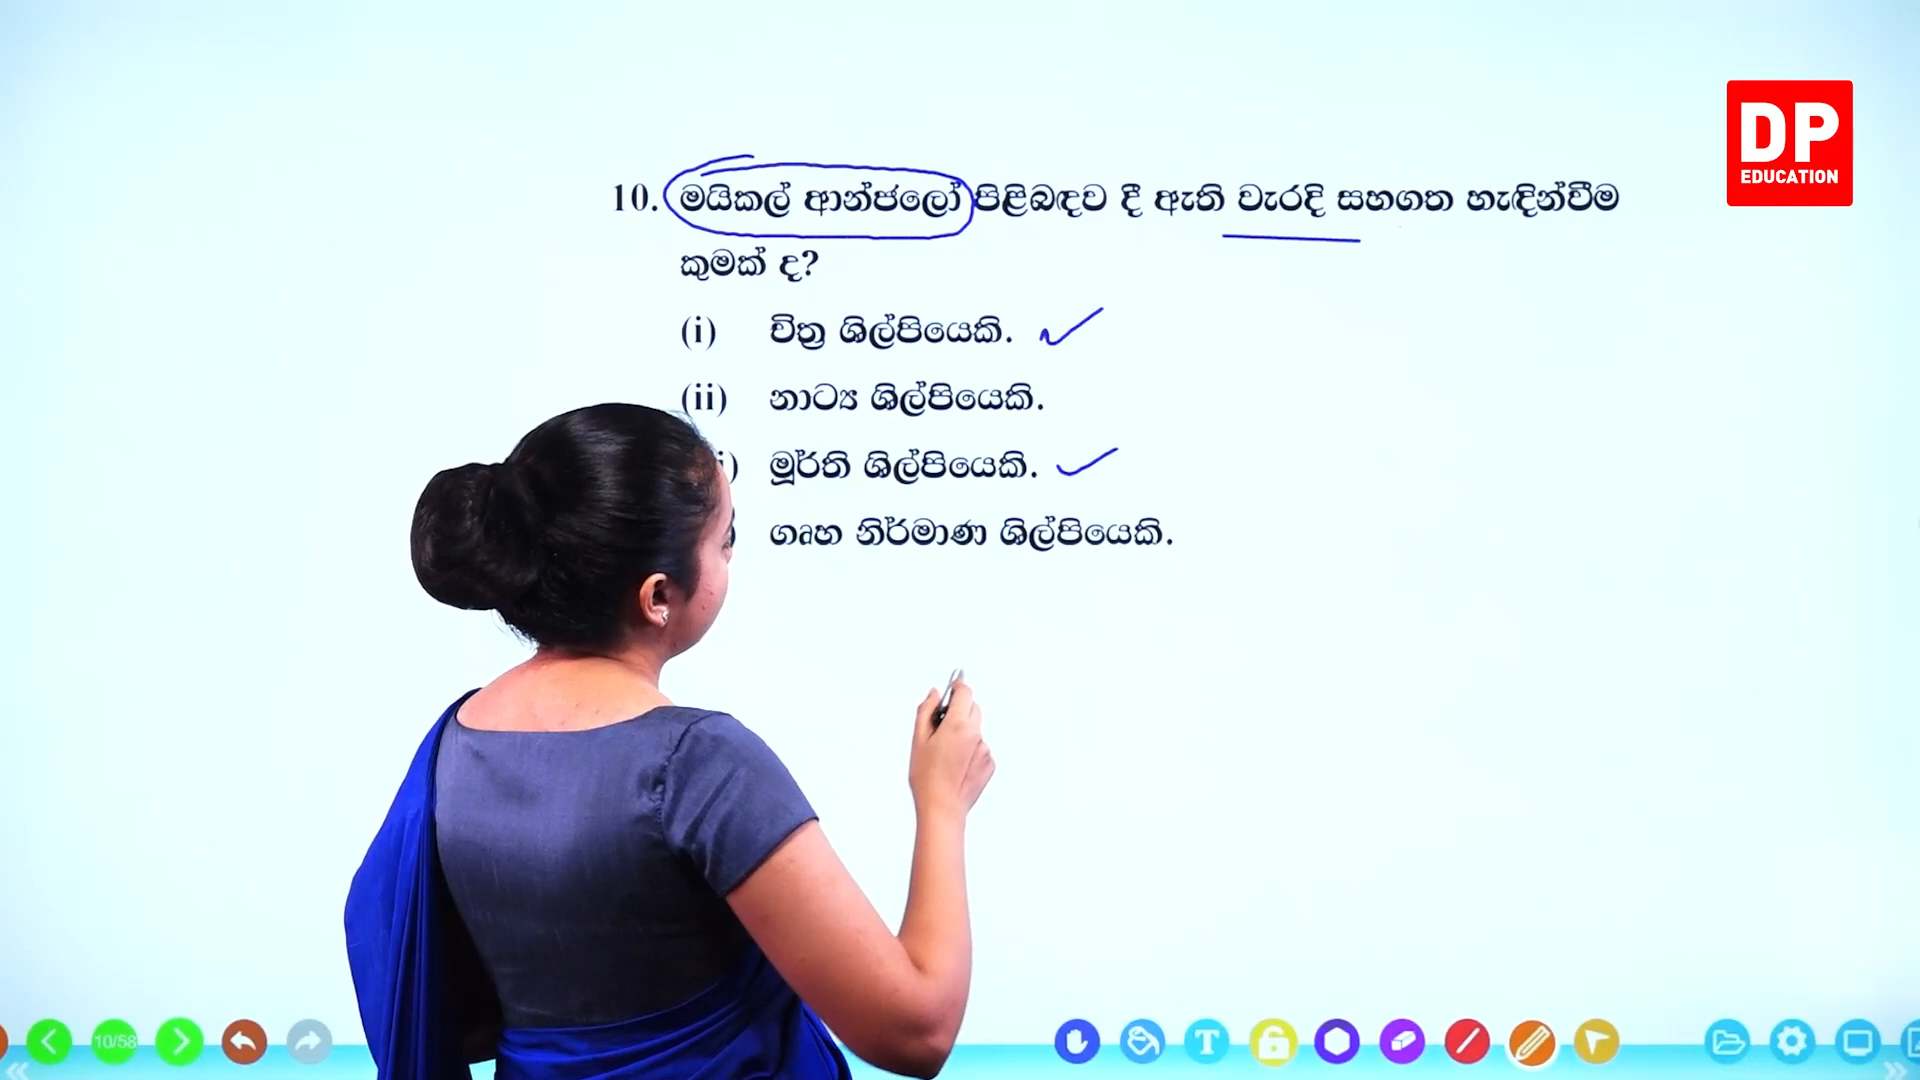 DP
EDUCATION
10. මයිකල් ආන්ජලෝ පිළිබඳව දී ඇති වැරදි සහගත හැඳින්වීම
කුමක් ද?
(i) චිත්‍ර ශිල්පියෙකි.
(ii) නාට්‍ය ශිල්පියෙකි.
i) මූර්ති ශිල්පියෙකි.
) ගෘහ නිර්මාණ ශිල්පියෙකි.
10/58
T